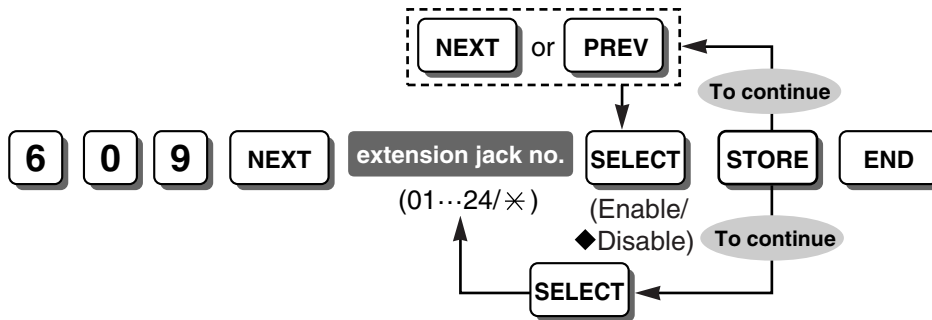 NEXT or PREV
To continue
6 0 9 NEXT extension jack no. SELECT STORE END
(01···24/✳) (Enable/
◆Disable) To continue
SELECT